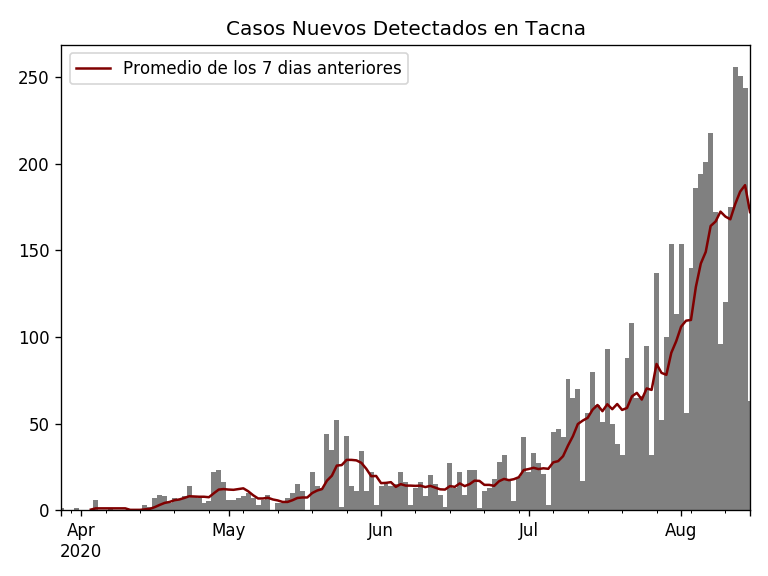 Casos Nuevos Detectados en Tacna
Promedio de los 7 dias anteriores
250
200
150
100
50
0
Apr May Jun Jul Aug
2020